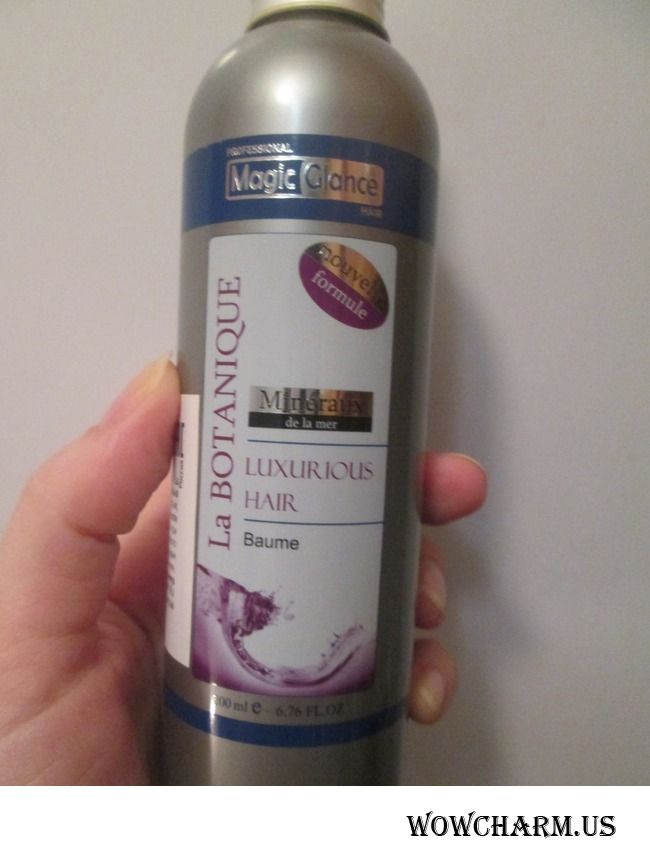 PROFESSIONAL
Magic Glance
HAIR
nouvelle
formule
La BOTANIQUE
Minéraux
de la mer
LUXURIOUS
HAIR
Baume
200 ml e - 6,76 FL.OZ
WOWCHARM.US